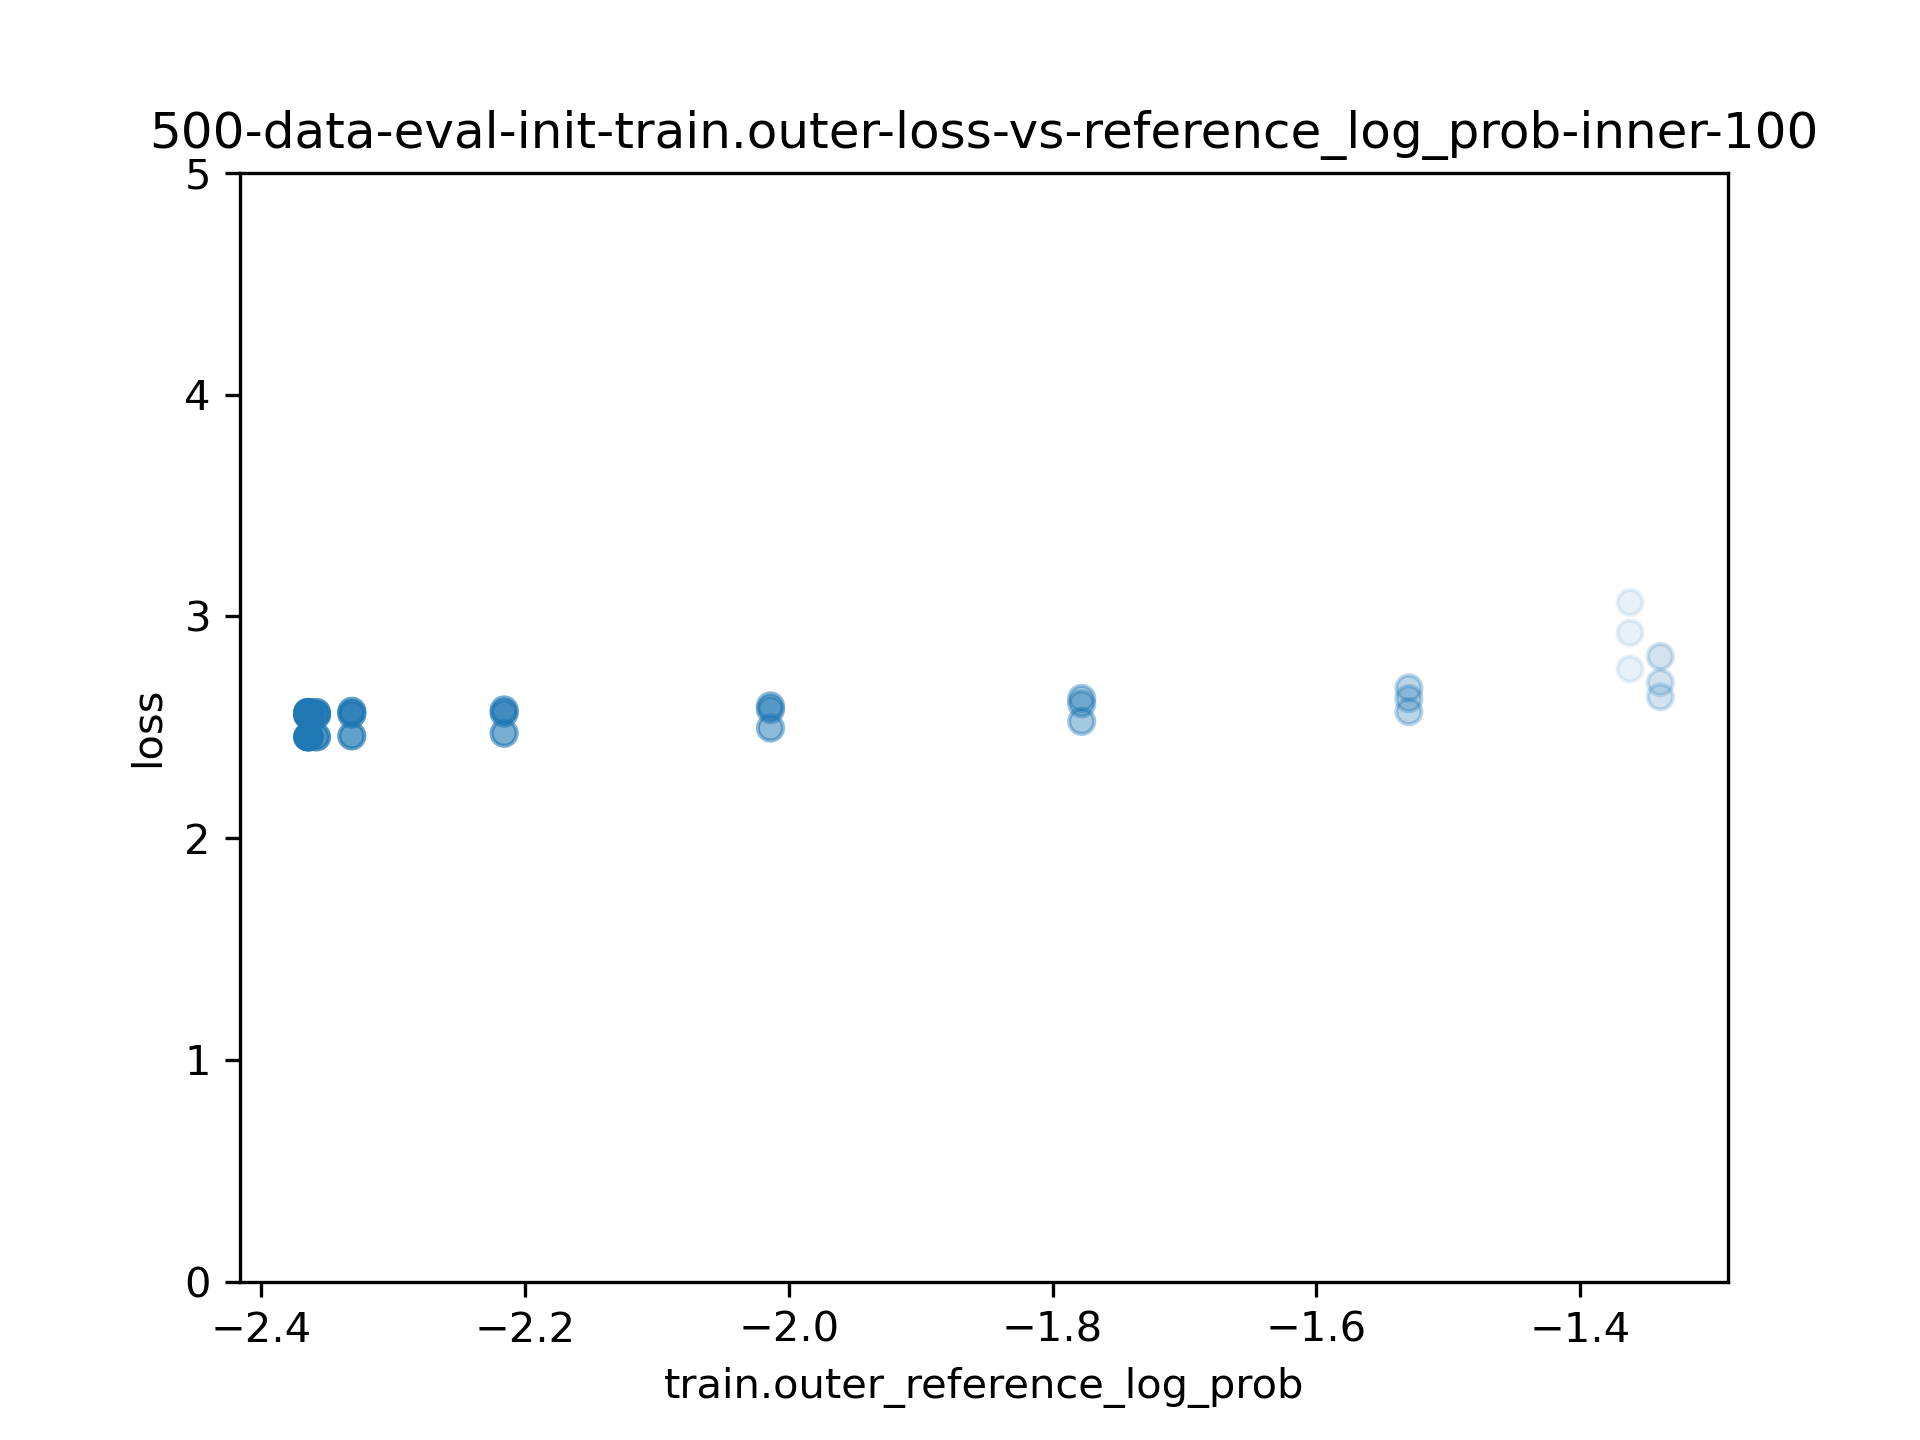 500-data-eval-init-train.outer-loss-vs-reference_log_prob-inner-100
5
4
3
2
1
0
loss
−2.4 −2.2 −2.0 −1.8 −1.6 −1.4
train.outer_reference_log_prob